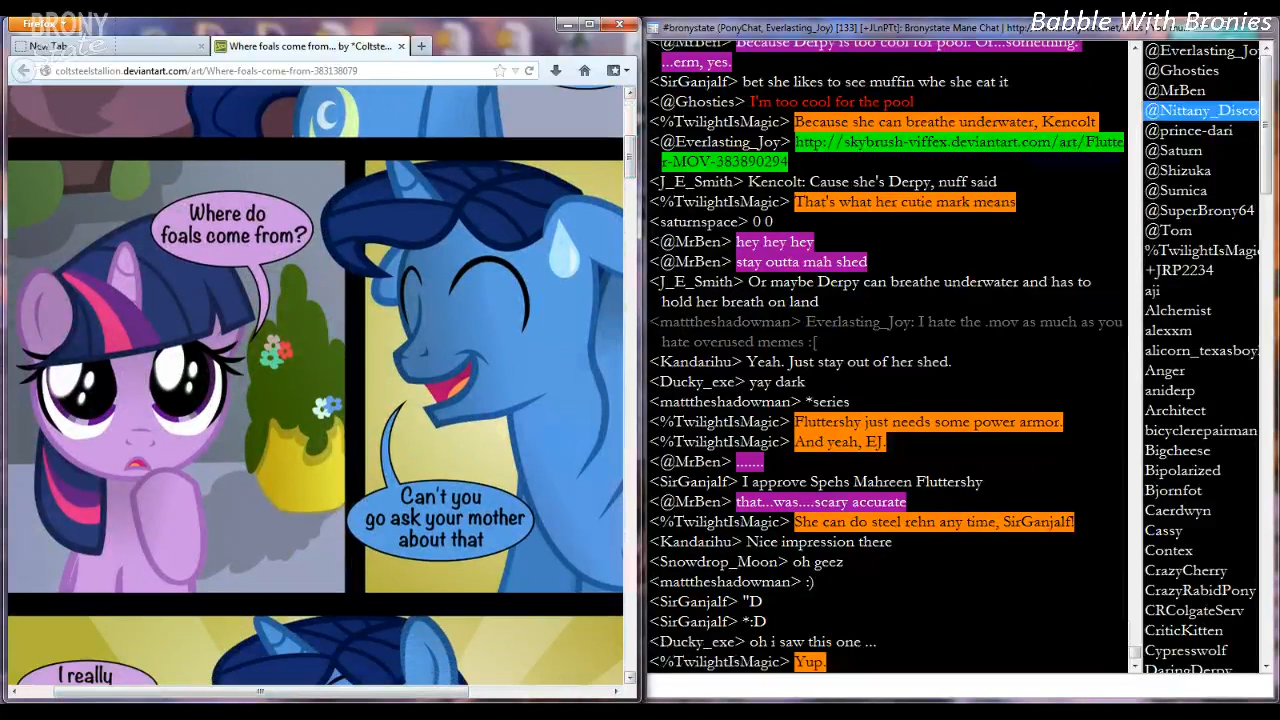 Firefox
BRONY
State
New Tab
Where foals come from... by *Coltste...
coltsteelstallion.deviantart.com/art/Where-foals-come-from-383138079
Where do
foals come from?
Can't you
go ask your mother
about that
I really
#bronystate (PonyChat, Everlasting_Joy) [133] [+JLnPTt]: Bronystate Mane Chat |
Babble With Bronies
<@MrBen> because Derpy is too cool for pool. Or...something.
...erm, yes.
<SirGanjalf> bet she likes to see muffin whe she eat it
<@Ghosties> I'm too cool for the pool
<%TwilightIsMagic> Because she can breathe underwater, Kencolt
<@Everlasting_Joy> http://skybrush-viffex.deviantart.com/art/Flutte
r-MOV-383890294
<J_E_Smith> Kencolt: Cause she's Derpy, nuff said
<%TwilightIsMagic> That's what her cutie mark means
<saturnspace> 0 0
<@MrBen> hey hey hey
<@MrBen> stay outta mah shed
<J_E_Smith> Or maybe Derpy can breathe underwater and has to
hold her breath on land
<matttheshadowman> Everlasting_Joy: I hate the .mov as much as you
hate overused memes :[
<Kandarihu> Yeah. Just stay out of her shed.
<Ducky_exe> yay dark
<matttheshadowman> *series
<%TwilightIsMagic> Fluttershy just needs some power armor.
<%TwilightIsMagic> And yeah, EJ.
<@MrBen> .......
<SirGanjalf> I approve Spehs Mahreen Fluttershy
<@MrBen> that...was....scary accurate
<%TwilightIsMagic> She can do steel rehn any time, SirGanjalf!
<Kandarihu> Nice impression there
<Snowdrop_Moon> oh geez
<matttheshadowman> :)
<SirGanjalf> "D
<SirGanjalf> *:D
<Ducky_exe> oh i saw this one ...
<%TwilightIsMagic> Yup.
@Everlasting_Jo
@Ghosties
@MrBen
@Nittany_Disco
@prince-dari
@Saturn
@Shizuka
@Sumica
@SuperBrony64
@Tom
%TwilightIsMagic
+JRP2234
aji
Alchemist
alexxm
alicorn_texasboy
Anger
aniderp
Architect
bicyclerepairman
Bigcheese
Bipolarized
Bjornfot
Caerdwyn
Cassy
Contex
CrazyCherry
CrazyRabidPony
CRColgateServ
CriticKitten
Cypresswolf
DaringDerpy